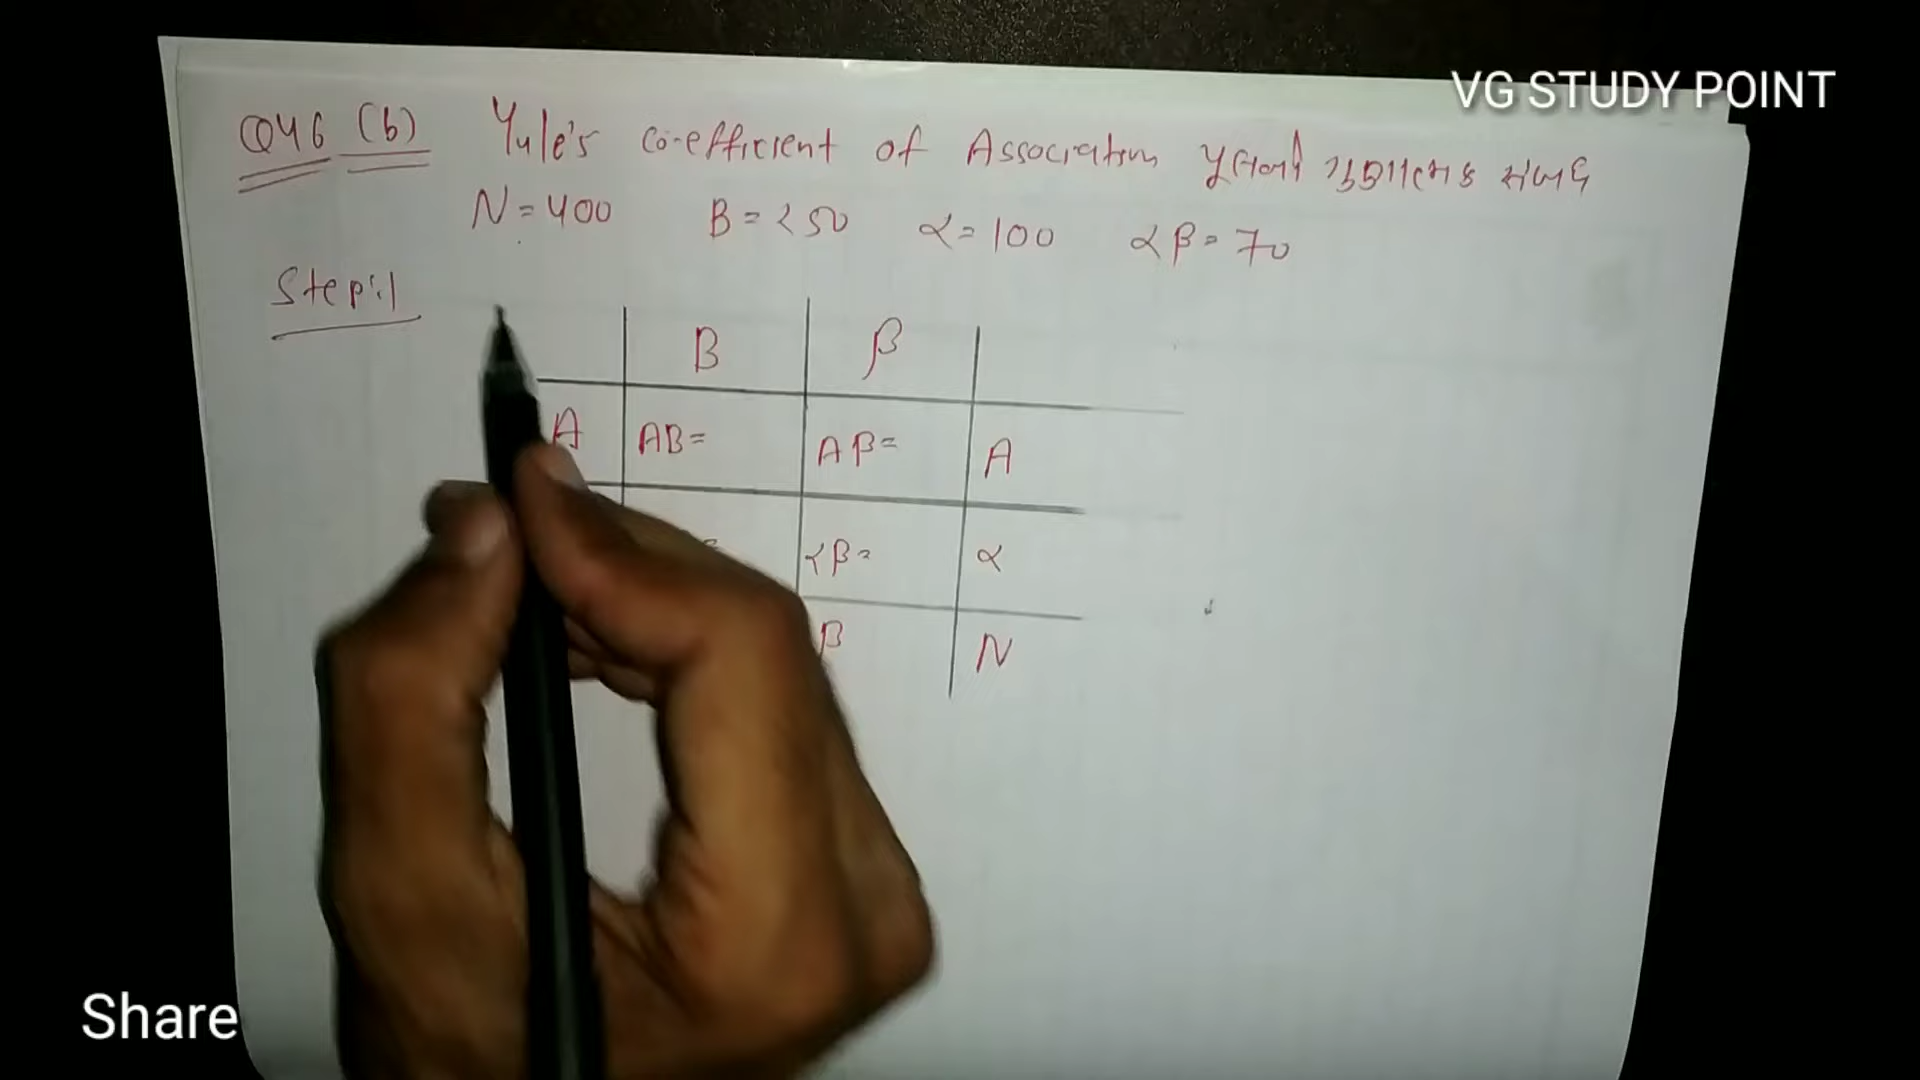 VG STUDY POINT
Q46 (b) Yule's Co-efficient of Association
N=400 B=250 α=100 αβ=70
Step:1
B β
A AB= Aβ= A
αβ= α
β N
Share